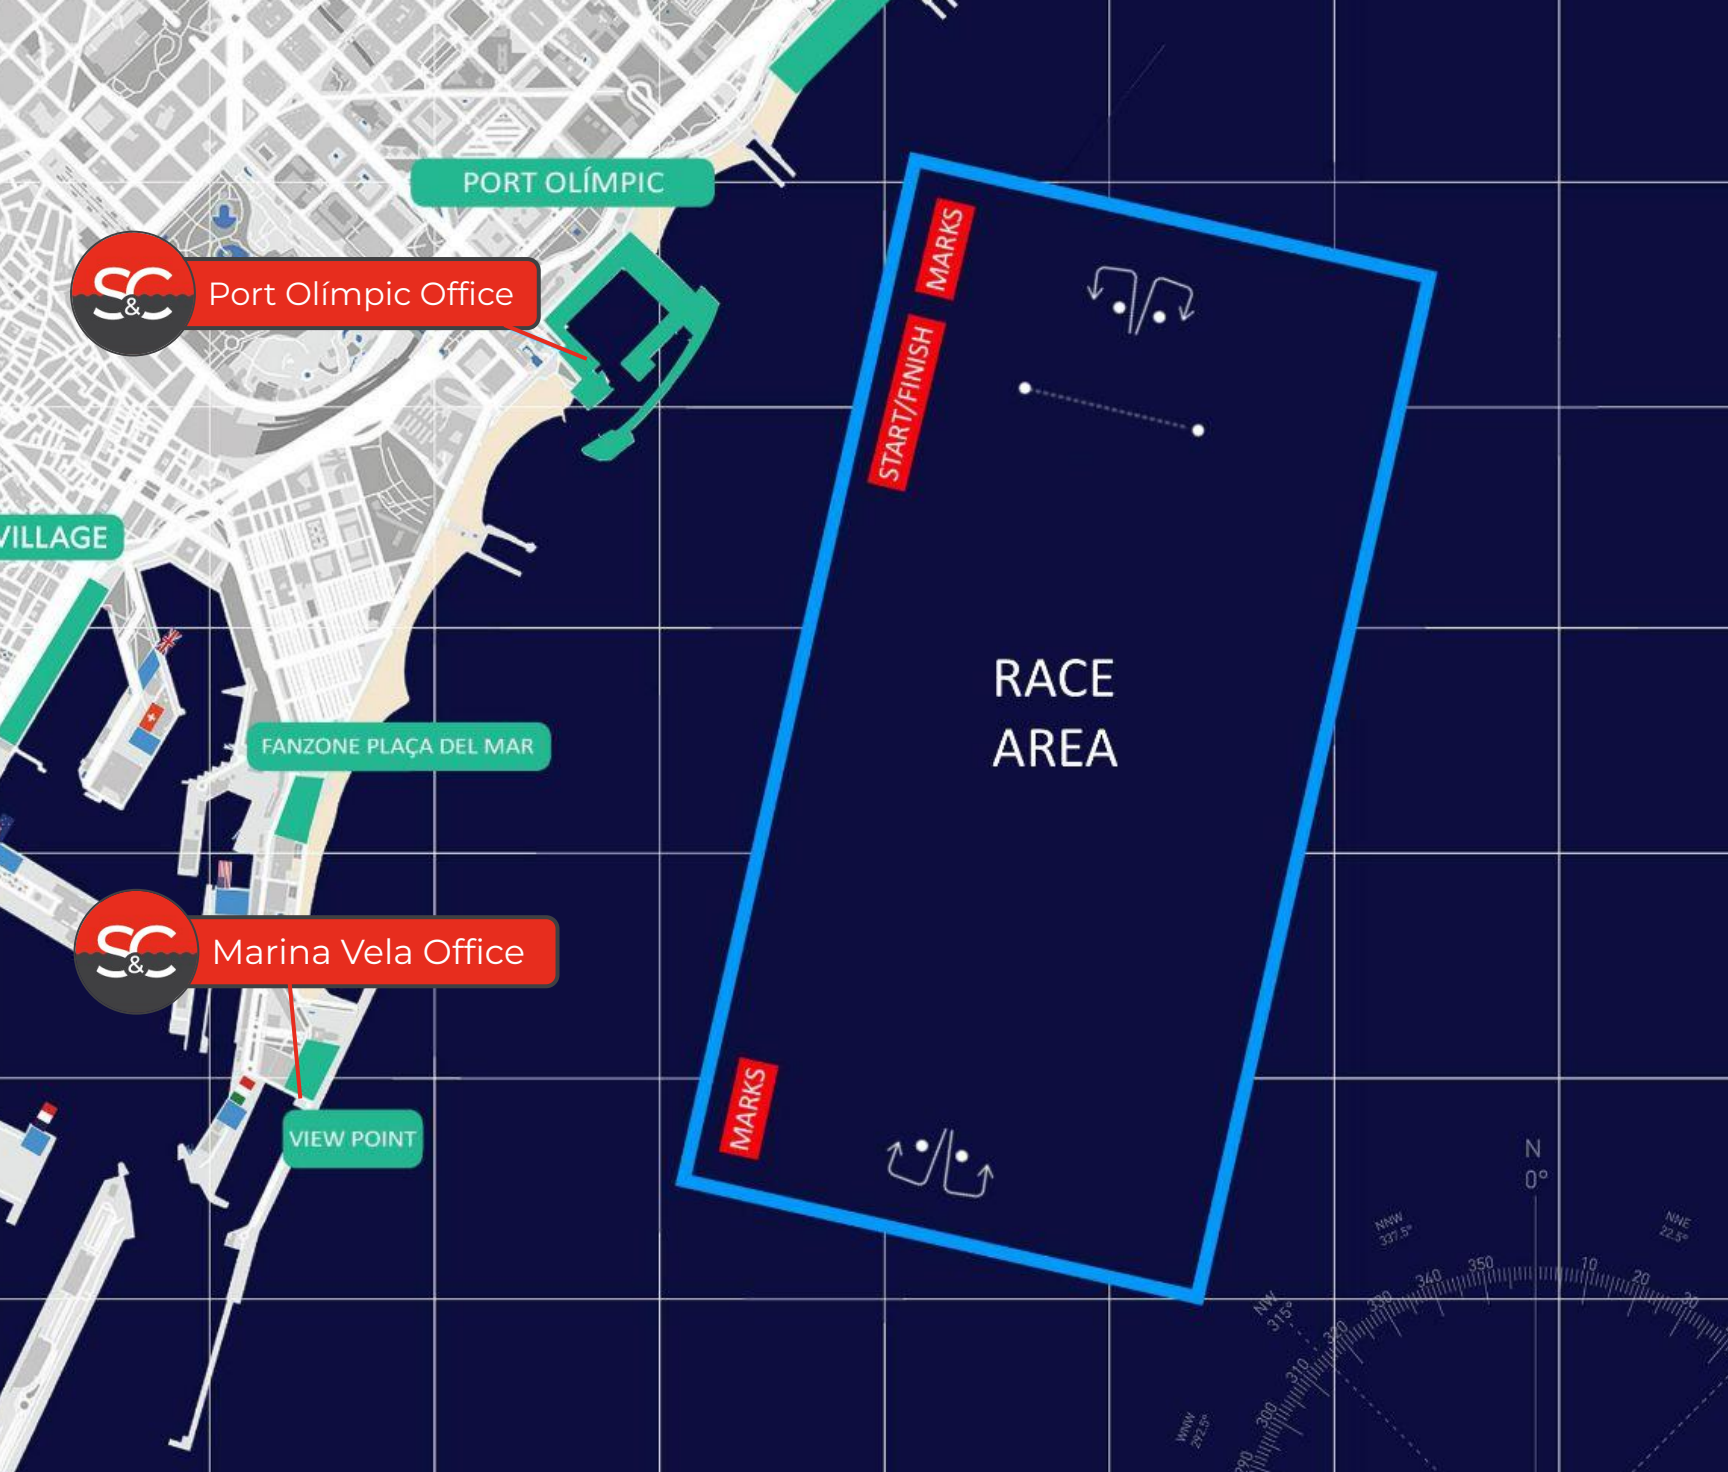 PORT OLÍMPIC
S&C
Port Olímpic Office
MARKS
START/FINISH
VILLAGE
RACE
AREA
FANZONE PLAÇA DEL MAR
S&C
Marina Vela Office
MARKS
VIEW POINT
N
0°
NNW
337.5°
NNE
22.5°
NW
315°
WNW
292.5°
290
300
310
320
330
340
350
10
20
30